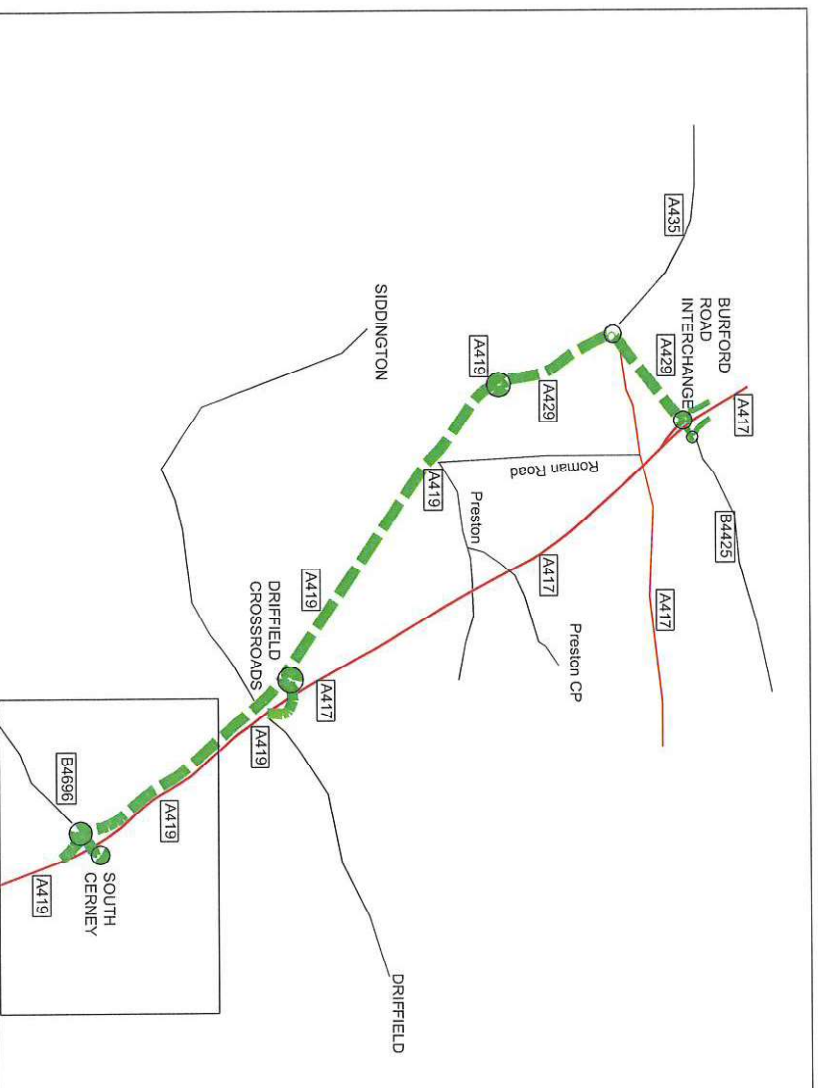 A417
BURFORD
ROAD
INTERCHANGE
B4425
A435
A429
A417
Preston CP
Roman Road
A429
A417
A419
Preston
A419
DRIFFIELD
SIDDINGTON
A417
A419
DRIFFIELD
CROSSROADS
A419
A419
SOUTH
CERNEY
B4696
A419